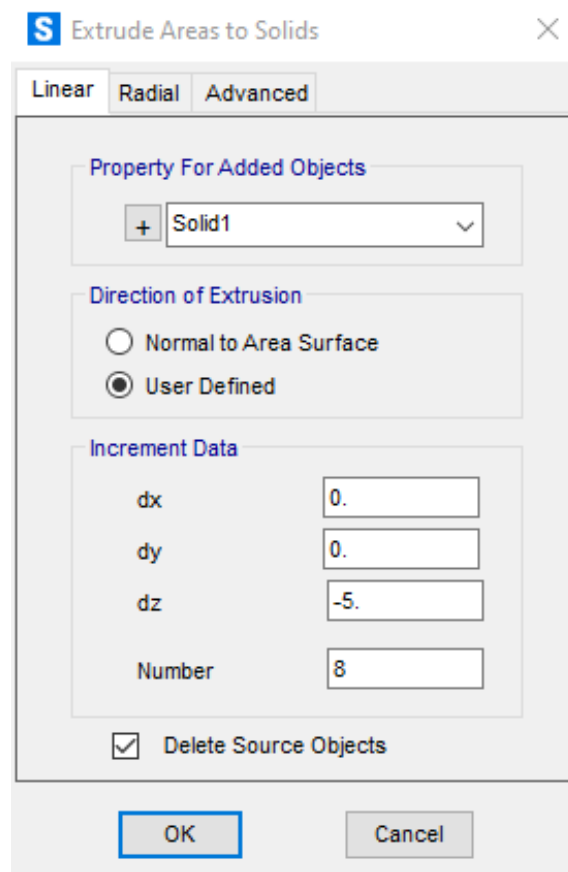 S Extrude Areas to Solids
Linear Radial Advanced
Property For Added Objects
+ Solid1
Direction of Extrusion
Normal to Area Surface
User Defined
Increment Data
dx 0.
dy 0.
dz -5.
Number 8
Delete Source Objects
OK Cancel